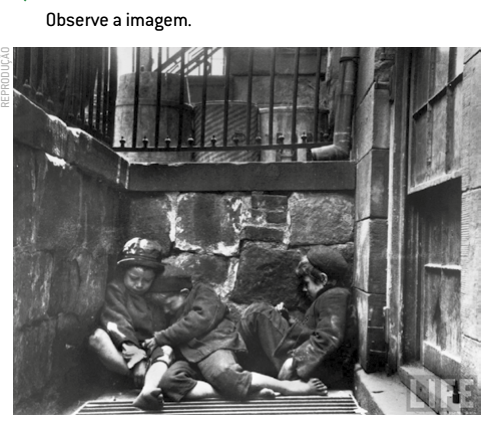 Observe a imagem.
REPRODUÇÃO
LIFE